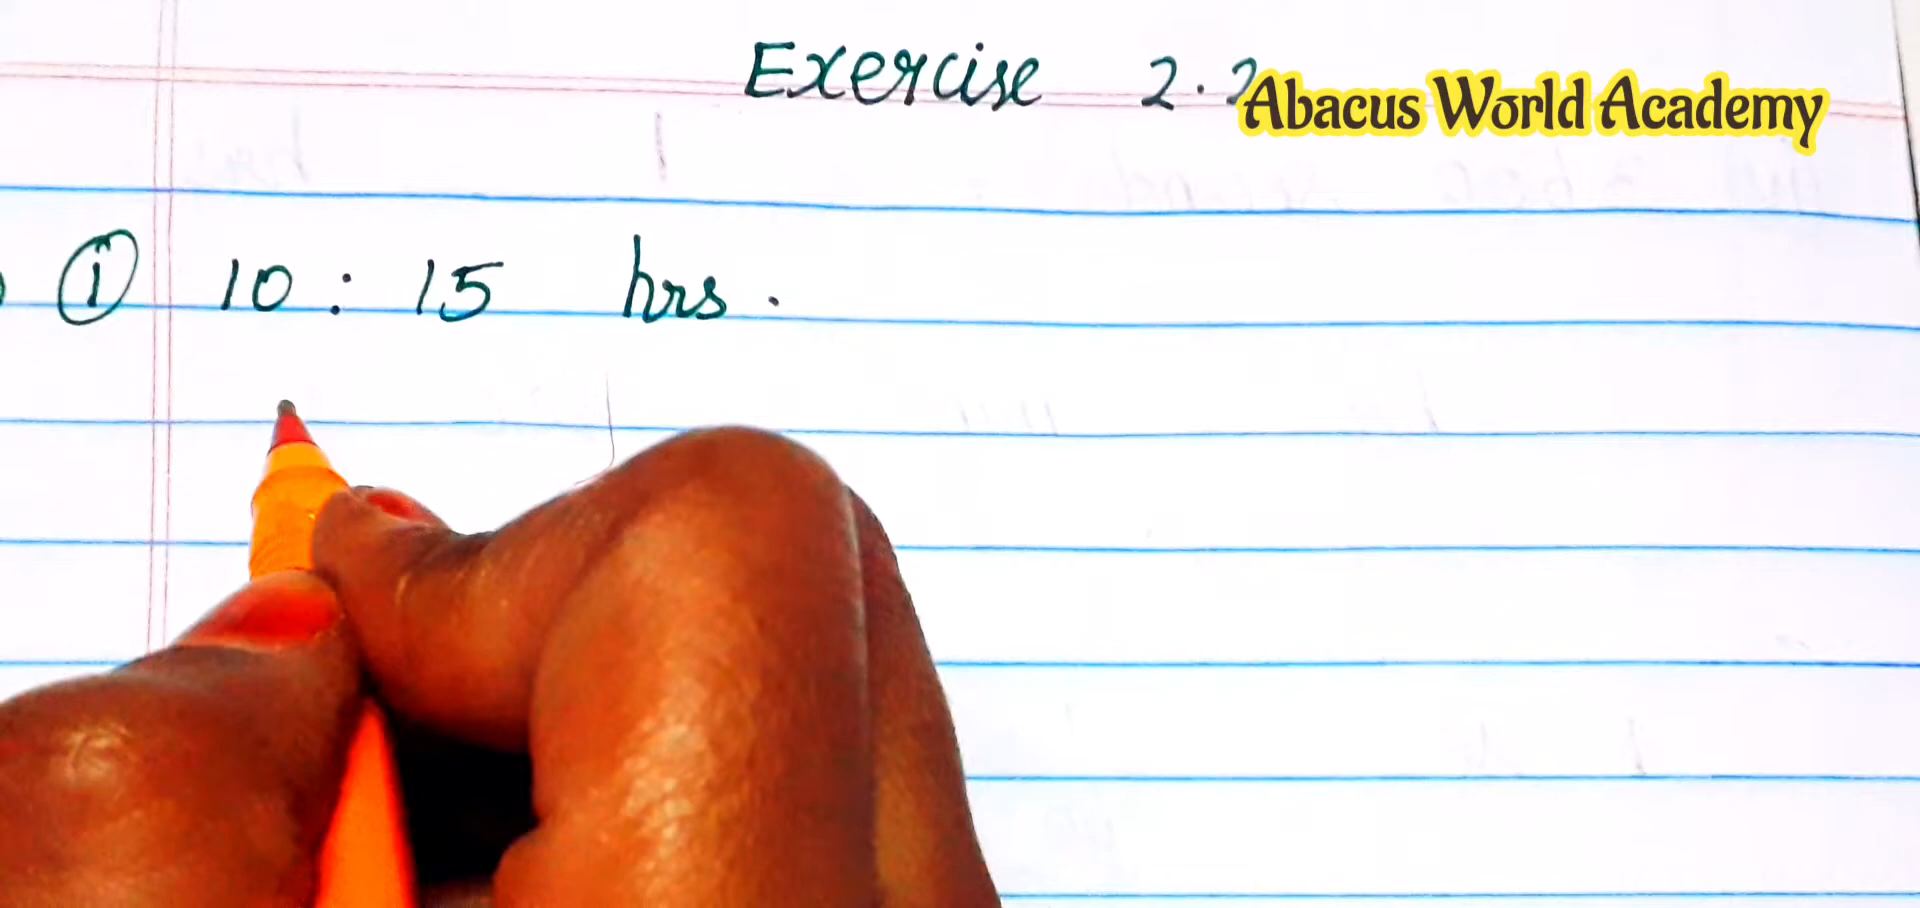 Exercise 2.2
Abacus World Academy
① 10 : 15 hrs.